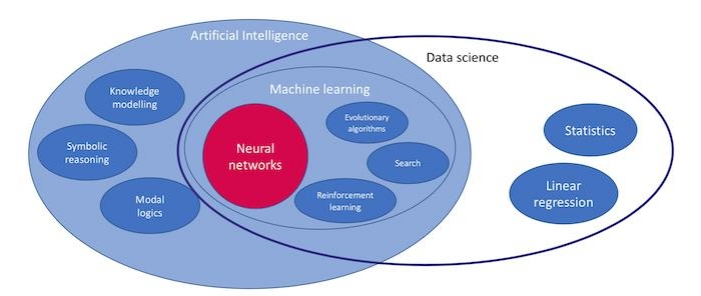 Artificial Intelligence
Data science
Machine learning
Knowledge
modelling
Symbolic
reasoning
Modal
logics
Neural
networks
Evolutionary
algorithms
Search
Reinforcement
learning
Statistics
Linear
regression